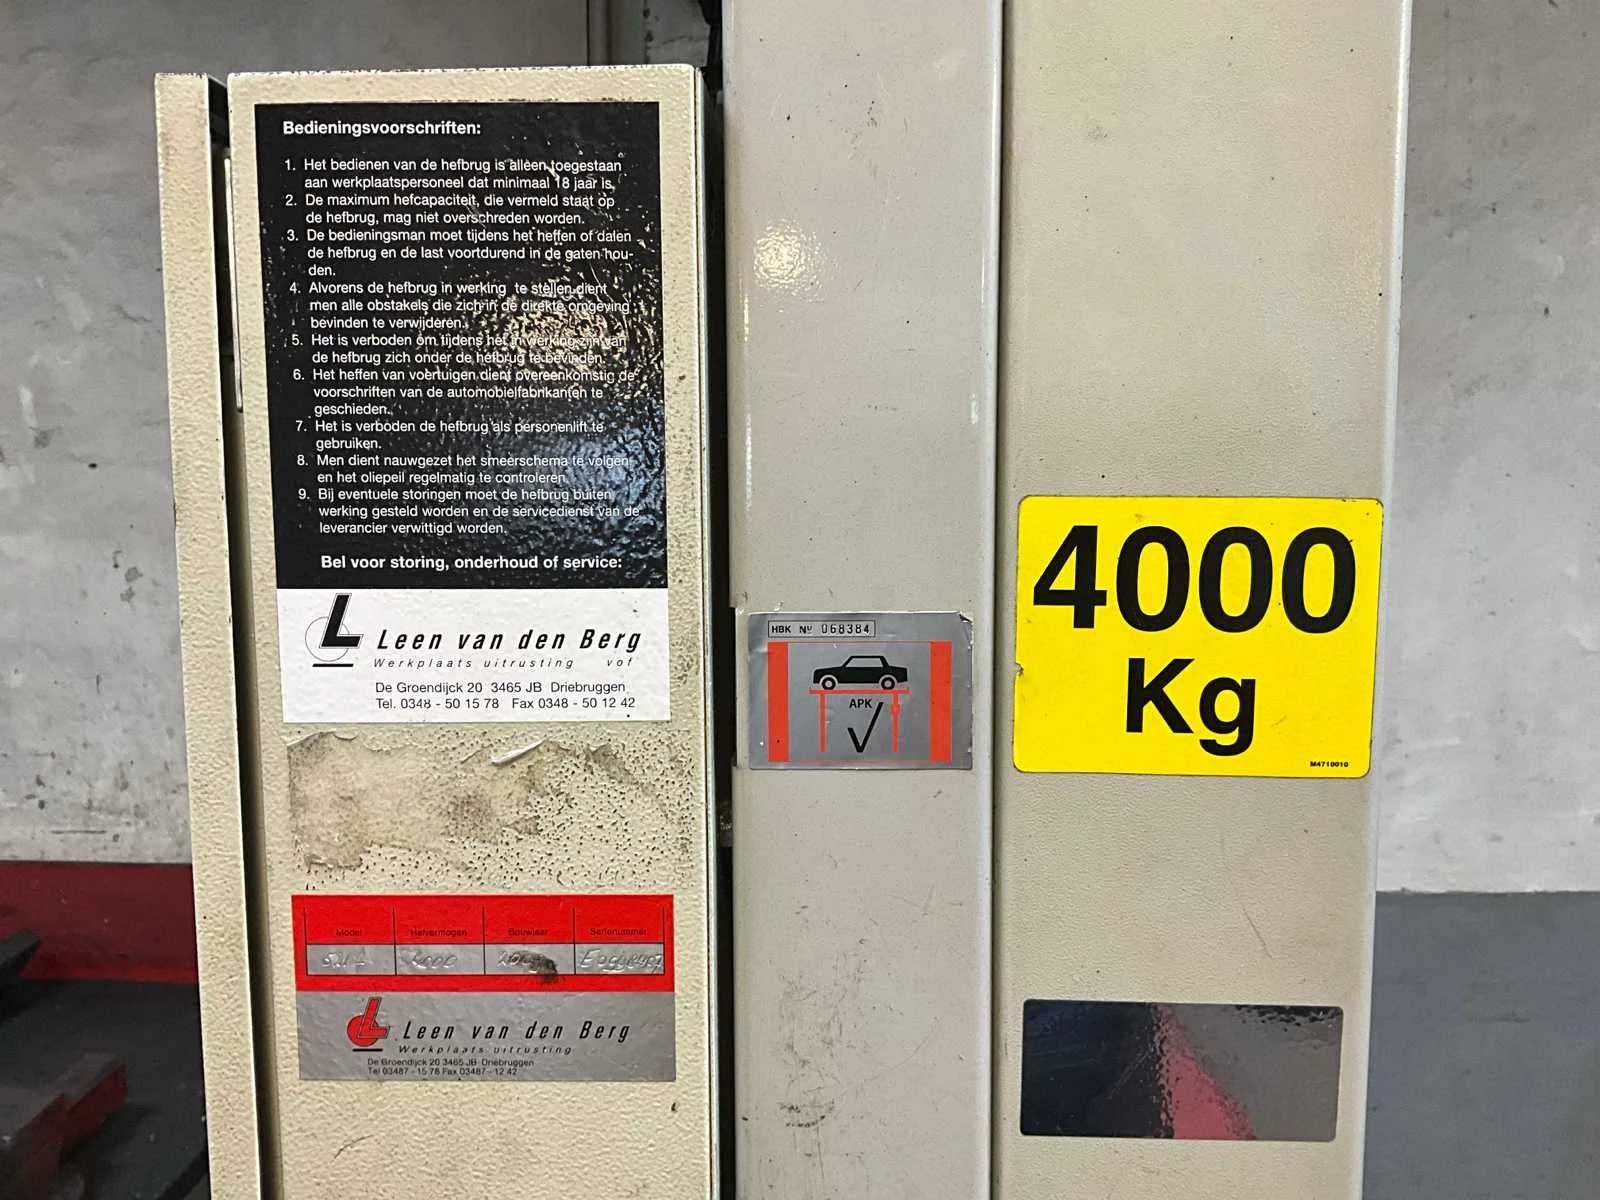 Bedieningsvoorschriften:
1. Het bedienen van de hefbrug is alleen toegestaan
aan werkplaatspersoneel dat minimaal 18 jaar is.
2. De maximum hefcapaciteit, die vermeld staat op
de hefbrug, mag niet overschreden worden.
3. De bedieningsman moet tijdens het heffen of dalen
de hefbrug en de last voortdurend in de gaten hou-
den.
4. Alvorens de hefbrug in werking te stellen dient
men alle obstakels die zich in de direkte omgeving
bevinden te verwijderen.
5. Het is verboden om tijdens het in werking zijn van
de hefbrug zich onder de hefbrug te bevinden.
6. Het heffen van voertuigen dient overeenkomstig de
voorschriften van de automobielfabrikanten te
geschieden.
7. Het is verboden de hefbrug als personenlift te
gebruiken.
8. Men dient nauwgezet het smeerschema te volgen
en het oliepeil regelmatig te controleren.
9. Bij eventuele storingen moet de hefbrug buiten
werking gesteld worden en de servicedienst van de
leverancier verwittigd worden.
Bel voor storing, onderhoud of service:
L Leen van den Berg
Werkplaats uitrusting vof
De Groendijck 20 3465 JB Driebruggen
Tel. 0348 - 50 15 78 Fax 0348 - 50 12 42
Model Hefvermogen Bouwjaar Serienummer
Leen van den Berg
Werkplaats uitrusting
De Groendijck 20 3465 JB Driebruggen
Tel 03487 - 15 78 Fax 03487 - 12 42
HBK Nº 068384
APK
4000
Kg
M4710010